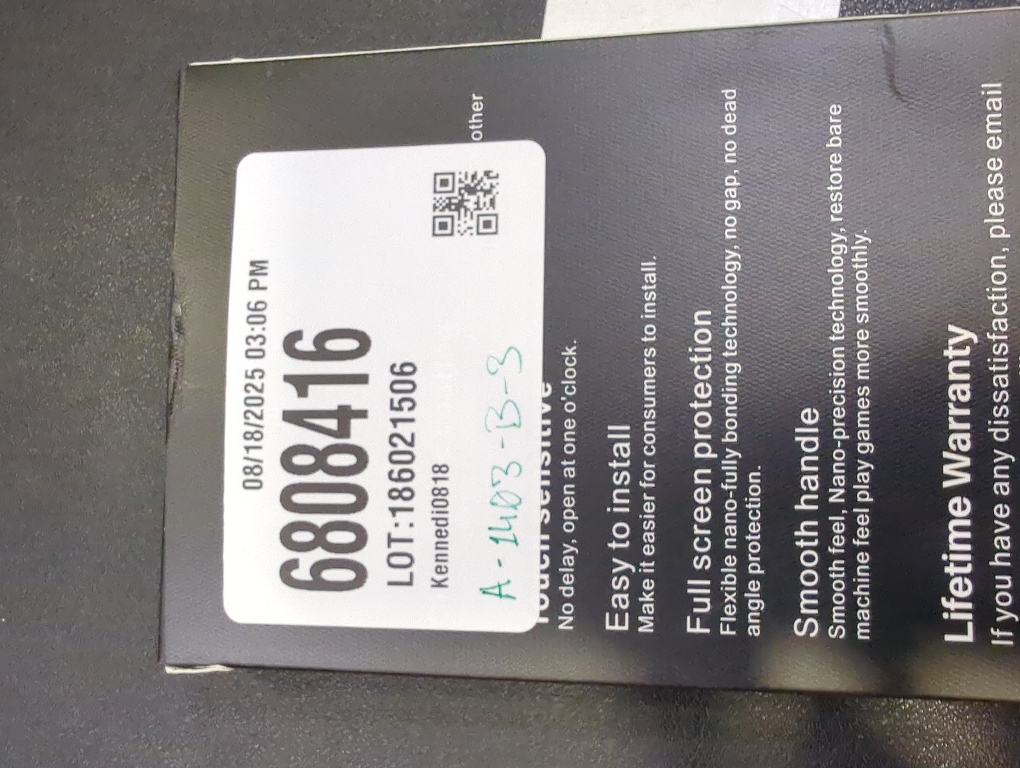 08/18/2025 03:06 PM
6808416
LOT:186021506
Kennedi0818
A-1403-B-3
other
Touch sensitive
No delay, open at one o'clock.
Easy to install
Make it easier for consumers to install.
Full screen protection
Flexible nano-fully bonding technology, no gap, no dead
angle protection.
Smooth handle
Smooth feel, Nano-precision technology, restore bare
machine feel play games more smoothly.
Lifetime Warranty
If you have any dissatisfaction, please email